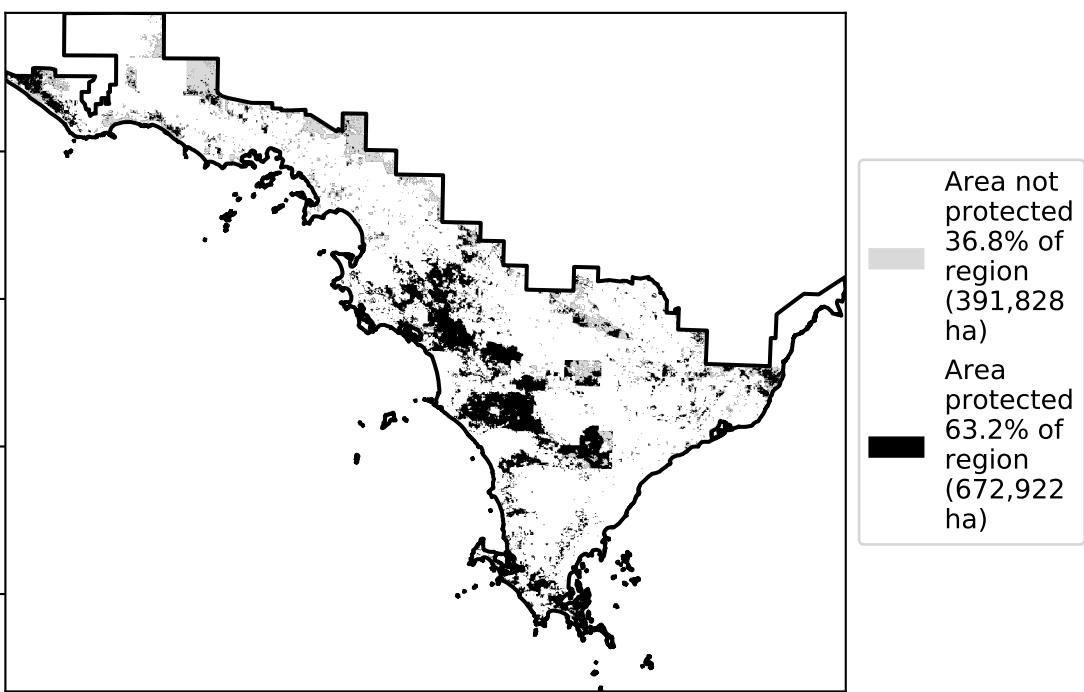 Area not
protected
36.8% of
region
(391,828
ha)
Area
protected
63.2% of
region
(672,922
ha)